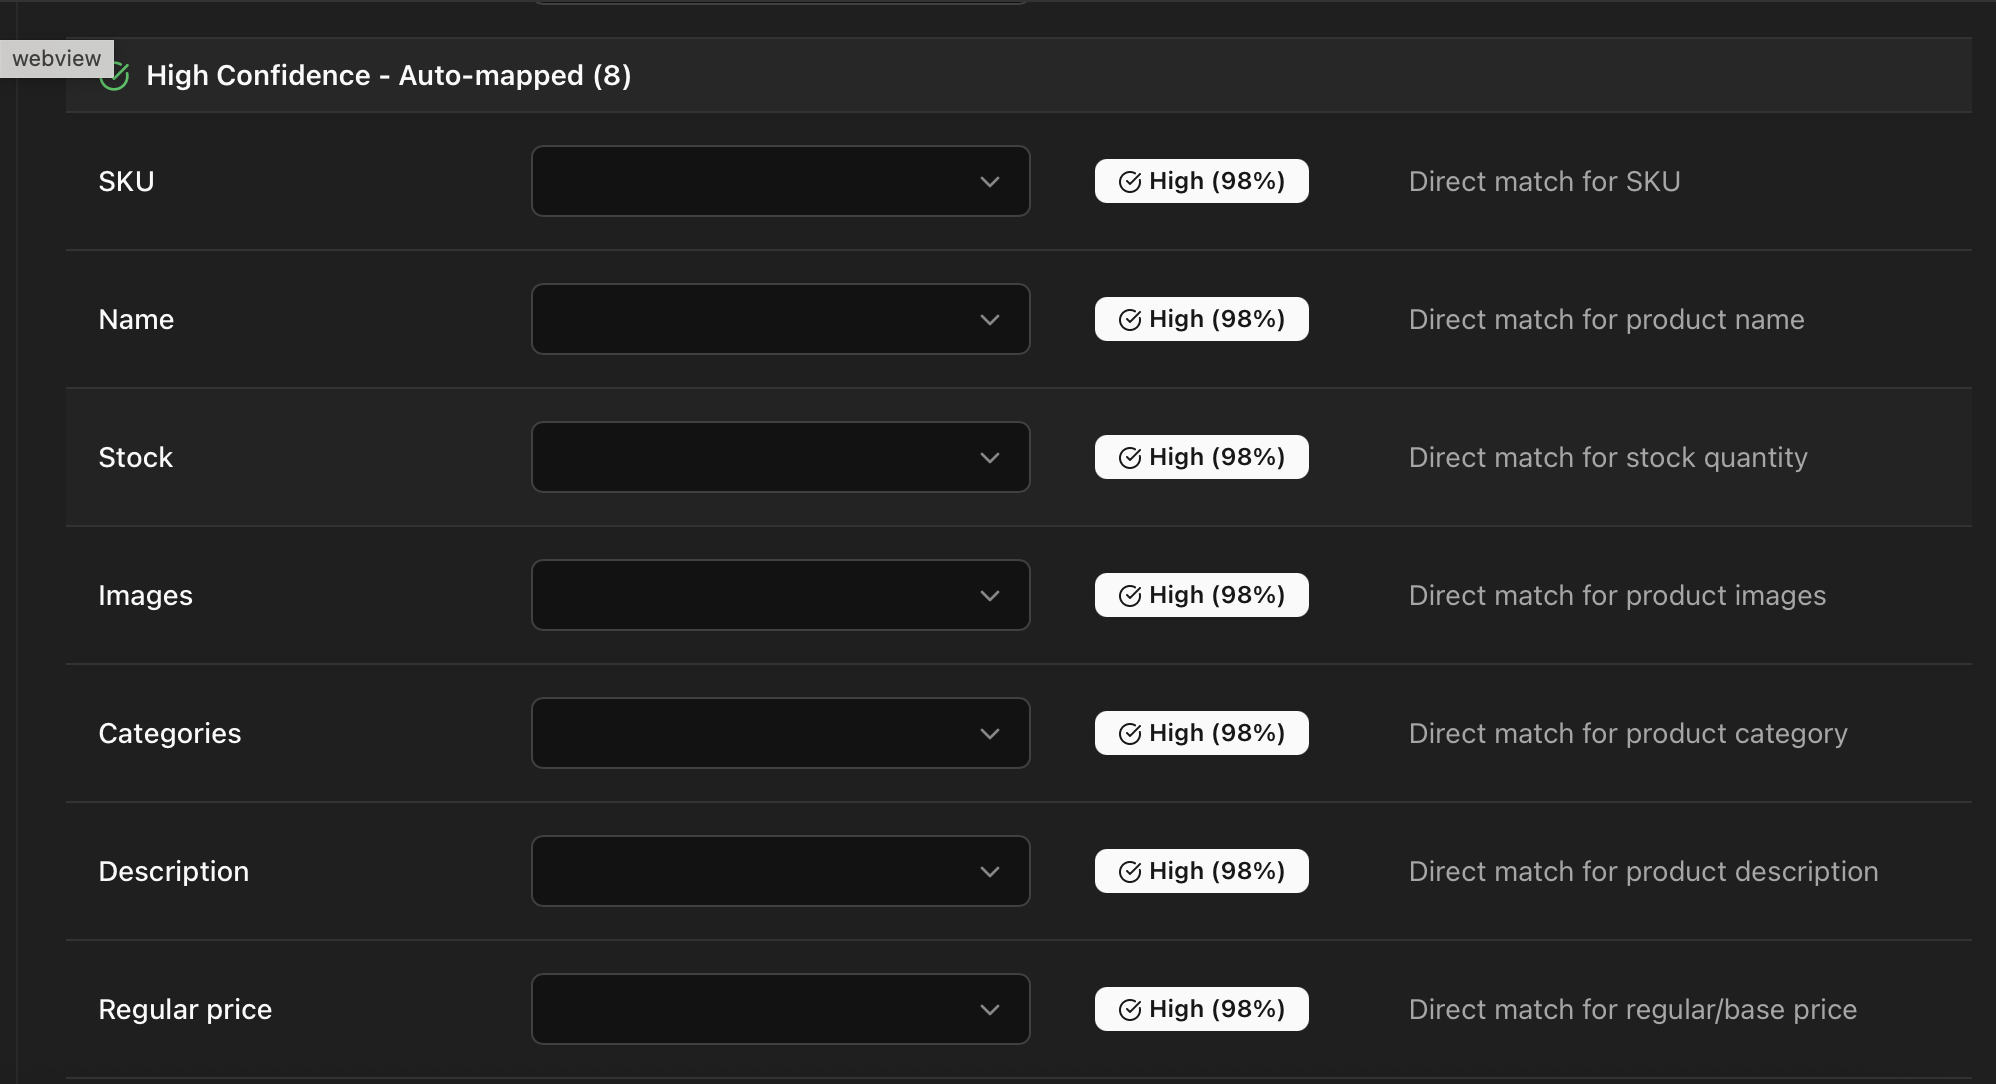 webview
High Confidence - Auto-mapped (8)
SKU High (98%) Direct match for SKU
Name High (98%) Direct match for product name
Stock High (98%) Direct match for stock quantity
Images High (98%) Direct match for product images
Categories High (98%) Direct match for product category
Description High (98%) Direct match for product description
Regular price High (98%) Direct match for regular/base price